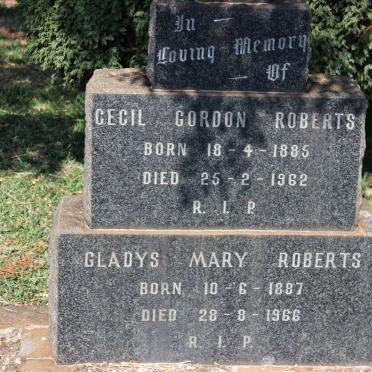 In
Loving Memory
Of
CECIL GORDON ROBERTS
BORN 18-4-1885
DIED 25-2-1962
R. I. P
GLADYS MARY ROBERTS
BORN 10-6-1887
DIED 28-8-1966
R. I. P.